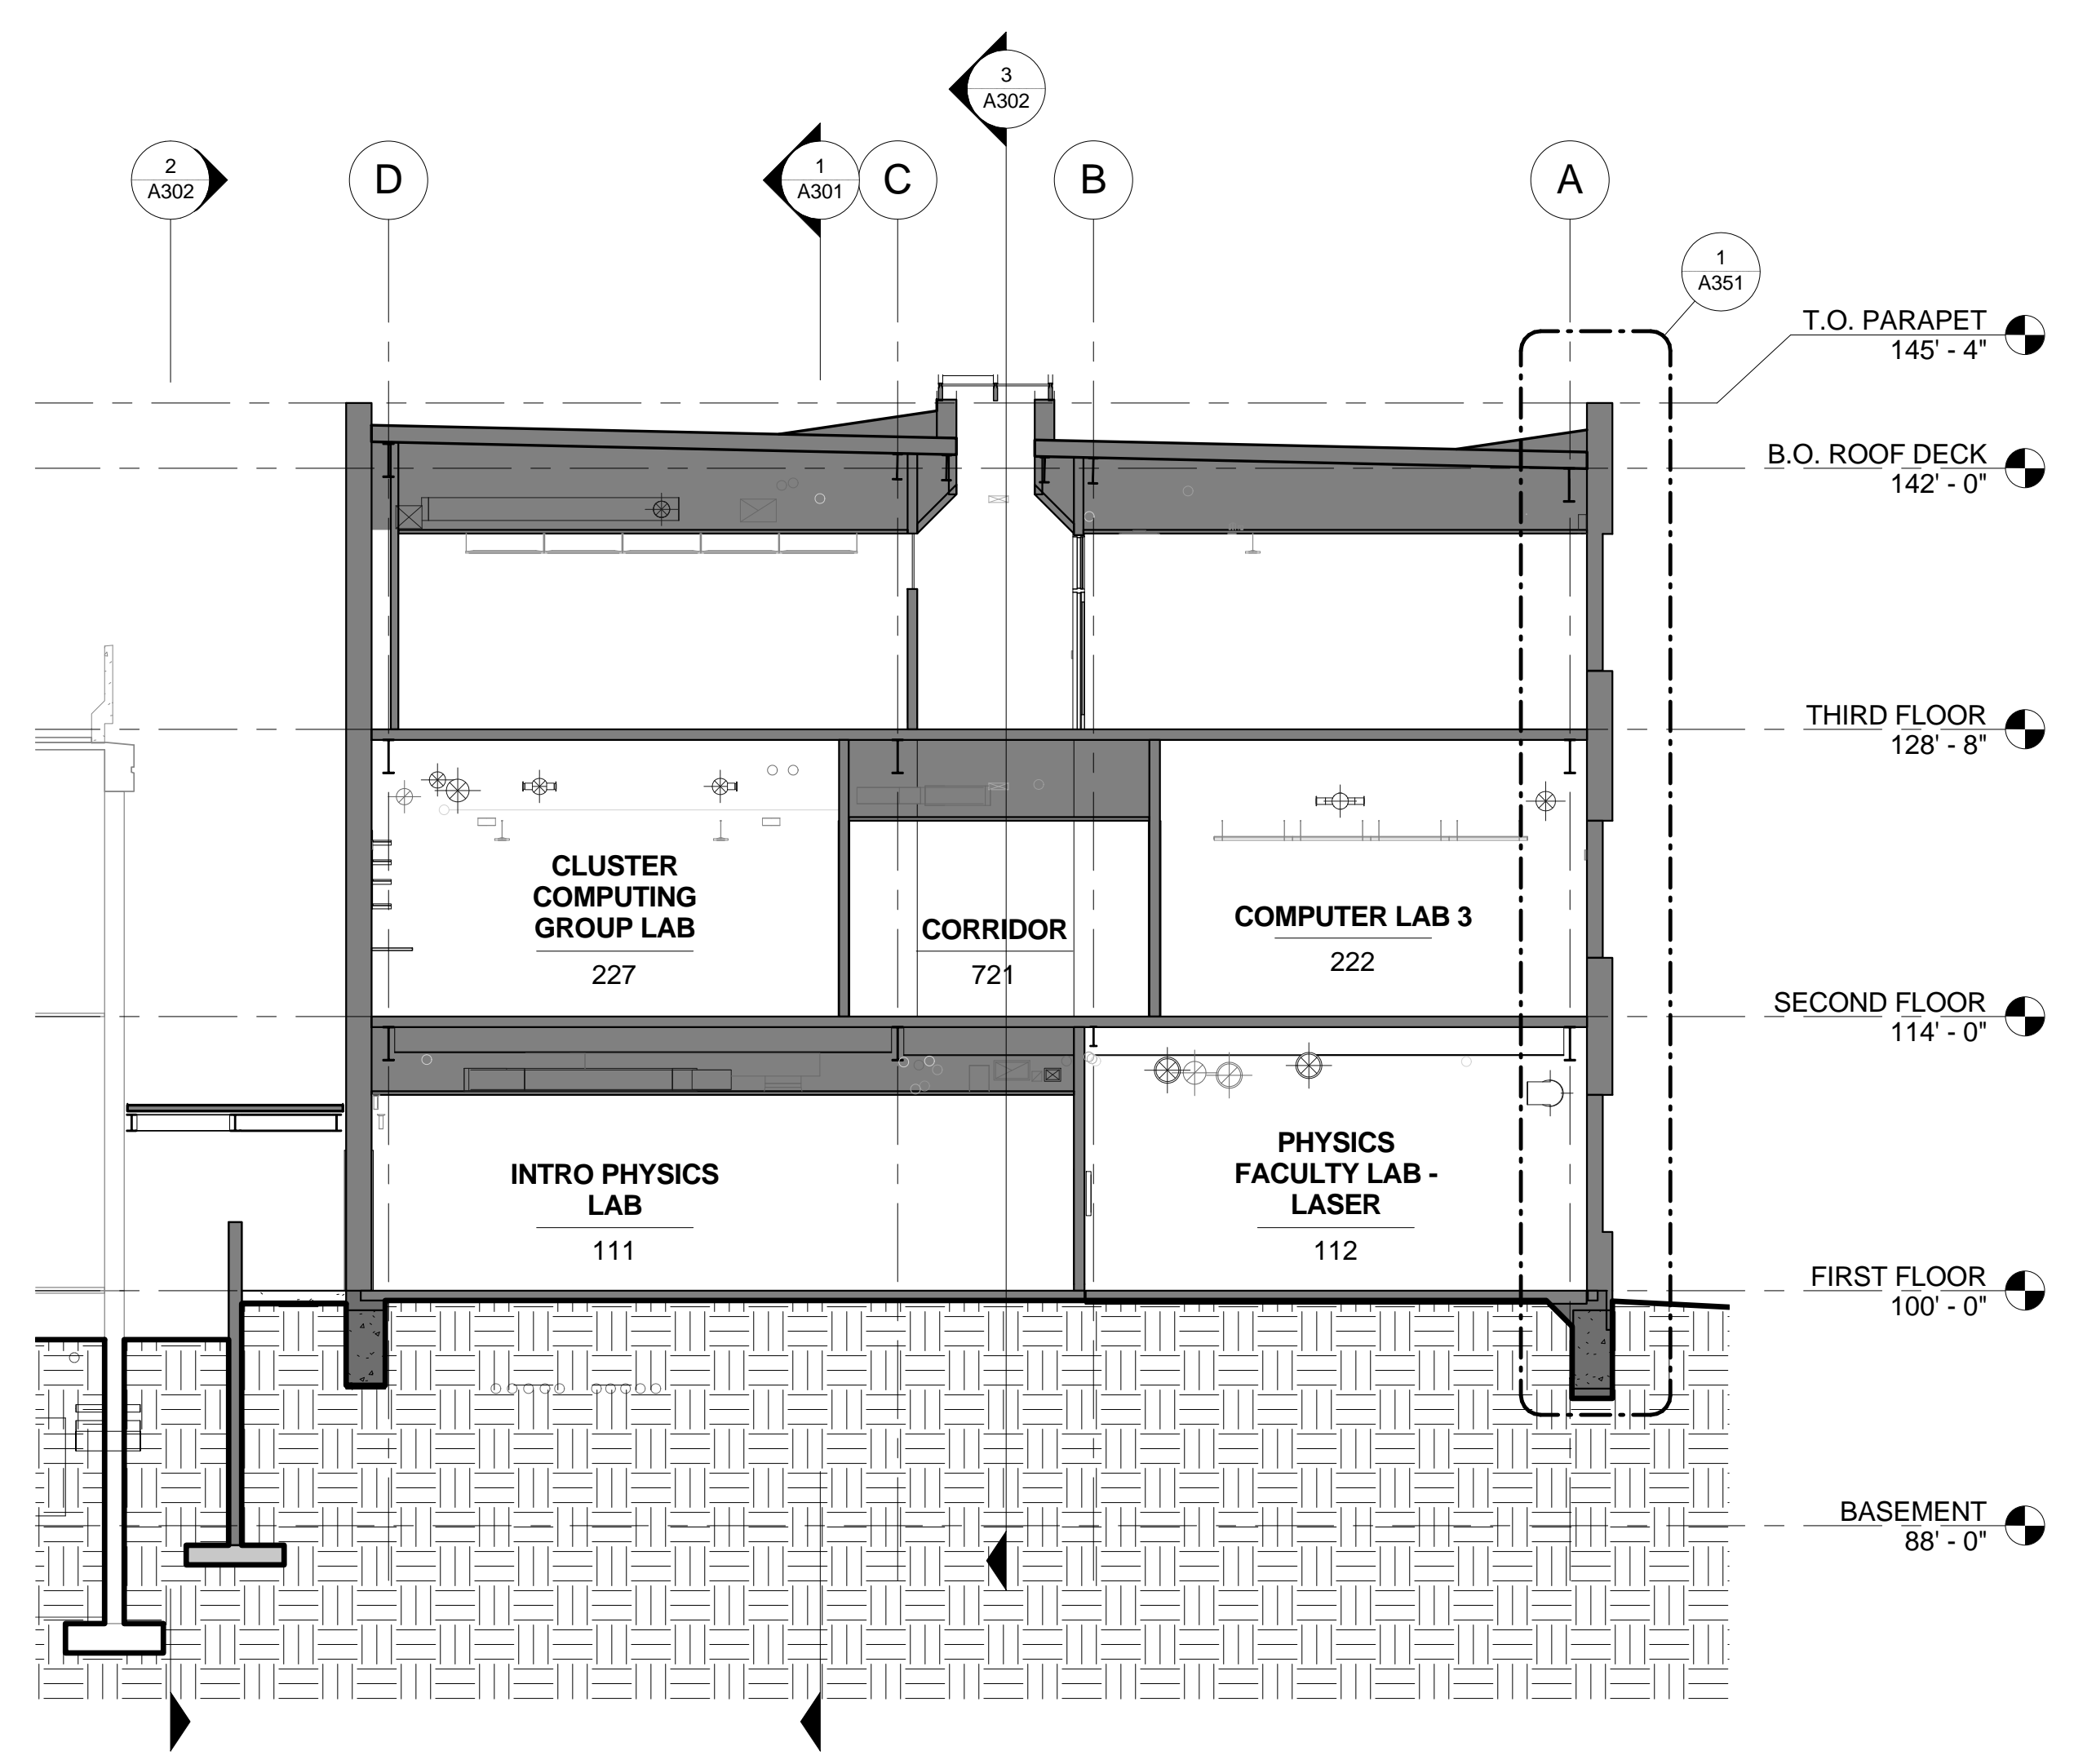 3
A302
2
A302
D
1
A301
C
B
A
1
A351
T.O. PARAPET
145' - 4"
B.O. ROOF DECK
142' - 0"
THIRD FLOOR
128' - 8"
CLUSTER
COMPUTING
GROUP LAB
227
CORRIDOR
721
COMPUTER LAB 3
222
SECOND FLOOR
114' - 0"
INTRO PHYSICS
LAB
111
PHYSICS
FACULTY LAB -
LASER
112
FIRST FLOOR
100' - 0"
BASEMENT
88' - 0"